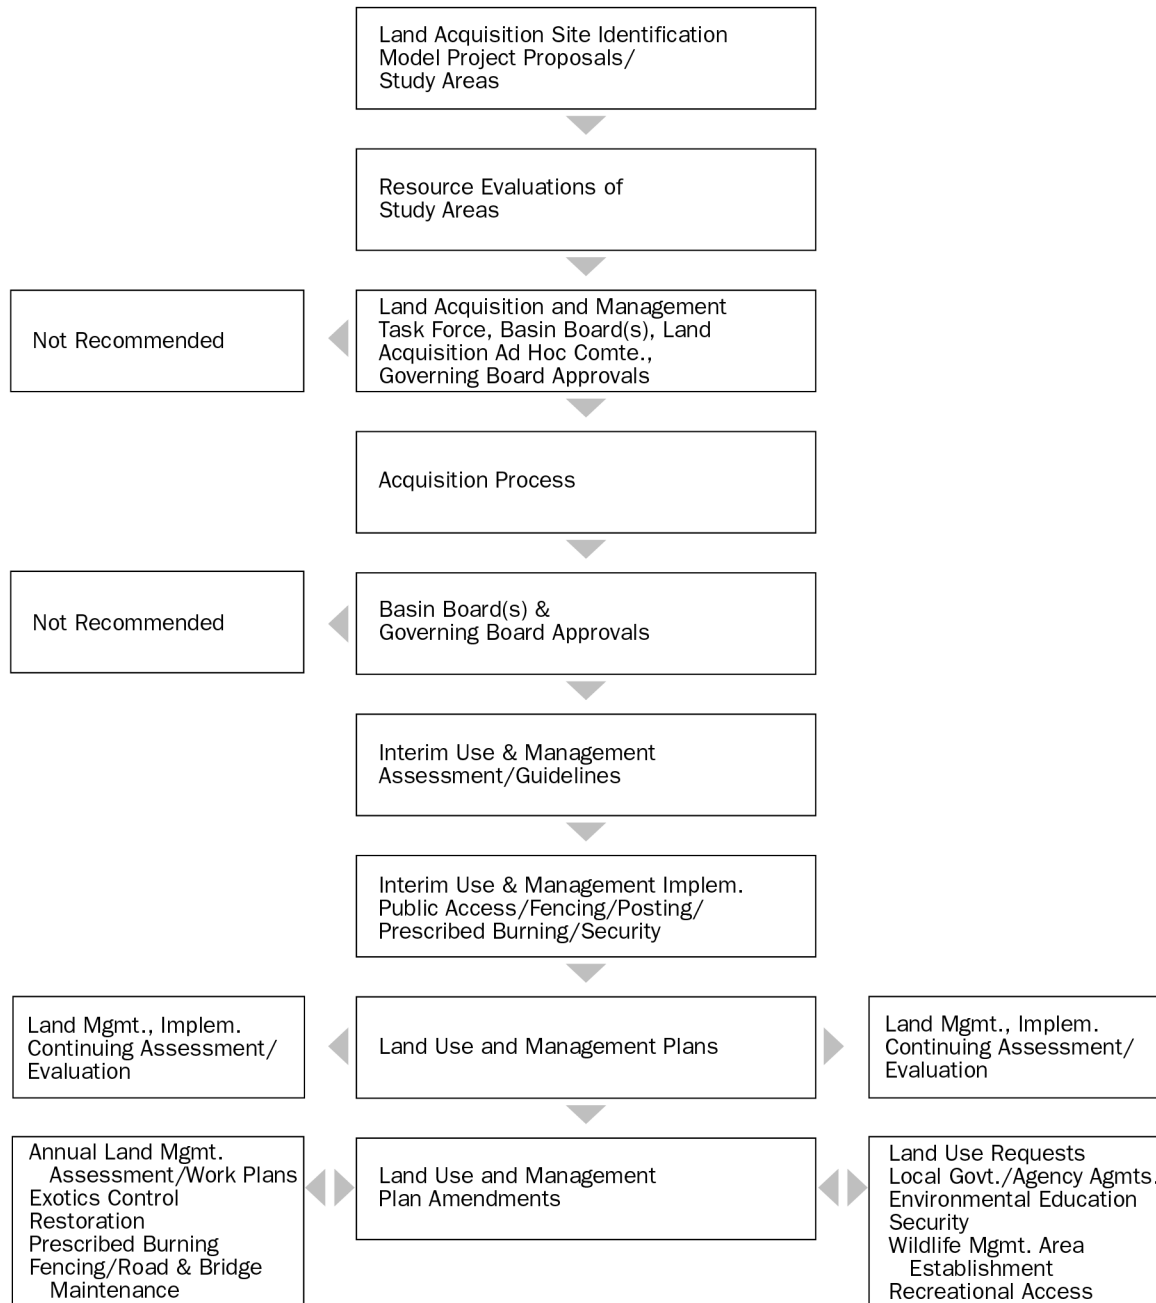 Land Acquisition Site Identification
Model Project Proposals/
Study Areas
Resource Evaluations of
Study Areas
Not Recommended
Land Acquisition and Management
Task Force, Basin Board(s), Land
Acquisition Ad Hoc Comte.,
Governing Board Approvals
Acquisition Process
Not Recommended
Basin Board(s) &
Governing Board Approvals
Interim Use & Management
Assessment/Guidelines
Interim Use & Management Implem.
Public Access/Fencing/Posting/
Prescribed Burning/Security
Land Mgmt., Implem.
Continuing Assessment/
Evaluation
Land Use and Management Plans
Land Mgmt., Implem.
Continuing Assessment/
Evaluation
Annual Land Mgmt.
Assessment/Work Plans
Exotics Control
Restoration
Prescribed Burning
Fencing/Road & Bridge
Maintenance
Land Use and Management
Plan Amendments
Land Use Requests
Local Govt./Agency Agmts.
Environmental Education
Security
Wildlife Mgmt. Area
Establishment
Recreational Access